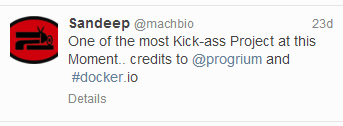 Sandeep @machbio 23d
One of the most Kick-ass Project at this
Moment.. credits to @progrium and
#docker.io
Details